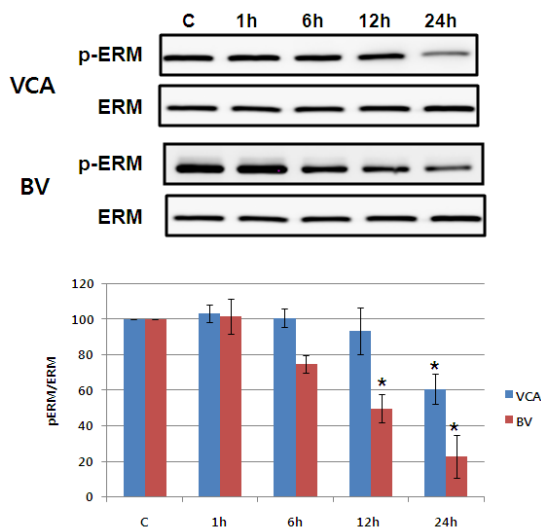 C 1h 6h 12h 24h
VCA
p-ERM
ERM
BV
p-ERM
ERM
pERM/ERM
120
100
80
60
40
20
0
* * *
VCA
BV
C 1h 6h 12h 24h